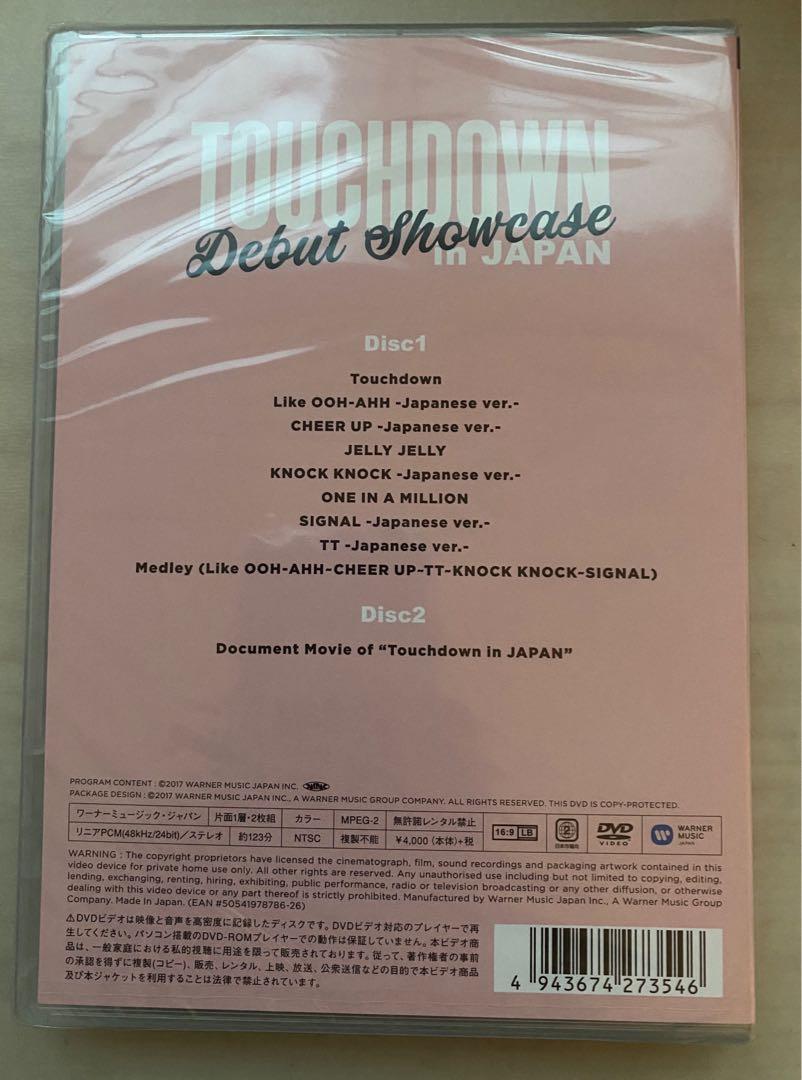 TOUCHDOWN
Debut Showcase
in JAPAN
Disc1
Touchdown
Like OOH-AHH -Japanese ver.-
CHEER UP -Japanese ver.-
JELLY JELLY
KNOCK KNOCK -Japanese ver.-
ONE IN A MILLION
SIGNAL -Japanese ver.-
TT -Japanese ver.-
Medley (Like OOH-AHH~CHEER UP~TT~KNOCK KNOCK~SIGNAL)
Disc2
Document Movie of “Touchdown in JAPAN”
PROGRAM CONTENT : ©2017 WARNER MUSIC JAPAN INC.
PACKAGE DESIGN : ©2017 WARNER MUSIC JAPAN INC., A WARNER MUSIC GROUP COMPANY. ALL RIGHTS RESERVED. THIS DVD IS COPY-PROTECTED.
ワーナーミュージック・ジャパン 片面1層・2枚組 カラー MPEG-2 無許諾レンタル禁止
リニアPCM(48kHz/24bit)/ステレオ 約123分 NTSC 複製不能 ¥4,000(本体)+税
16:9 LB
2
日本市場向
DVD
VIDEO
WARNER
MUSIC
JAPAN
WARNING : The copyright proprietors have licensed the cinematograph, film, sound recordings and packaging artwork contained in this
video device for private home use only. All other rights are reserved. Any unauthorised use including but not limited to copying, editing,
lending, exchanging, renting, hiring, exhibiting, public performance, radio or television broadcasting or any other diffusion, or otherwise
dealing with this video device or any part thereof is strictly prohibited. Manufactured by Warner Music Japan Inc., A Warner Music Group
Company. Made In Japan. (EAN #50541978786-26)
⚠DVDビデオは映像と音声を高密度に記録したディスクです。DVDビデオ対応のプレイヤーで再
生してください。パソコン搭載のDVD-ROMプレイヤーでの動作は保証していません。本ビデオ商
品は、一般家庭における私的視聴に用途を限って販売されております。従って、著作権者の事前
の承認を得ずに複製(コピー)、販売、レンタル、上映、放送、公衆送信などの目的で本ビデオ商品
及び本ジャケットを利用することは法律で禁止されています。
4 943674 273546